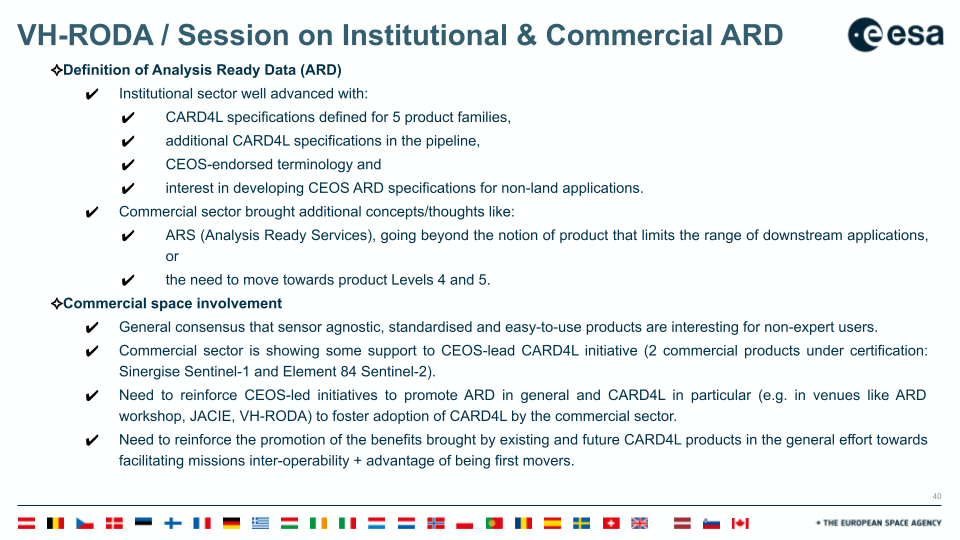 VH-RODA / Session on Institutional & Commercial ARD
esa
✧Definition of Analysis Ready Data (ARD)
✔ Institutional sector well advanced with:
✔ CARD4L specifications defined for 5 product families,
✔ additional CARD4L specifications in the pipeline,
✔ CEOS-endorsed terminology and
✔ interest in developing CEOS ARD specifications for non-land applications.
✔ Commercial sector brought additional concepts/thoughts like:
✔ ARS (Analysis Ready Services), going beyond the notion of product that limits the range of downstream applications,
or
✔ the need to move towards product Levels 4 and 5.
✧Commercial space involvement
✔ General consensus that sensor agnostic, standardised and easy-to-use products are interesting for non-expert users.
✔ Commercial sector is showing some support to CEOS-lead CARD4L initiative (2 commercial products under certification:
Sinergise Sentinel-1 and Element 84 Sentinel-2).
✔ Need to reinforce CEOS-led initiatives to promote ARD in general and CARD4L in particular (e.g. in venues like ARD
workshop, JACIE, VH-RODA) to foster adoption of CARD4L by the commercial sector.
✔ Need to reinforce the promotion of the benefits brought by existing and future CARD4L products in the general effort towards
facilitating missions inter-operability + advantage of being first movers.
40
→ THE EUROPEAN SPACE AGENCY